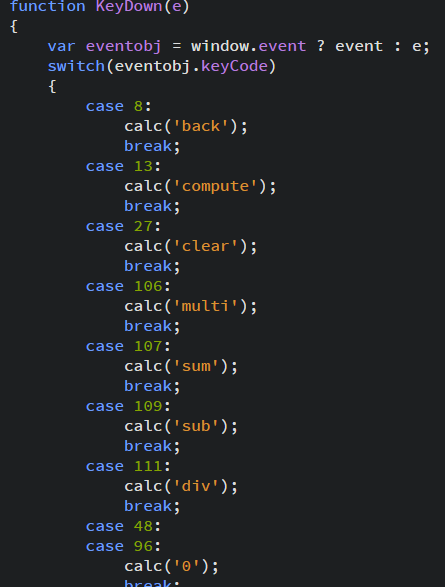 function KeyDown(e)
{
    var eventobj = window.event ? event : e;
    switch(eventobj.keyCode)
    {
        case 8:
            calc('back');
            break;
        case 13:
            calc('compute');
            break;
        case 27:
            calc('clear');
            break;
        case 106:
            calc('multi');
            break;
        case 107:
            calc('sum');
            break;
        case 109:
            calc('sub');
            break;
        case 111:
            calc('div');
            break;
        case 48:
        case 96:
            calc('0');
            break;